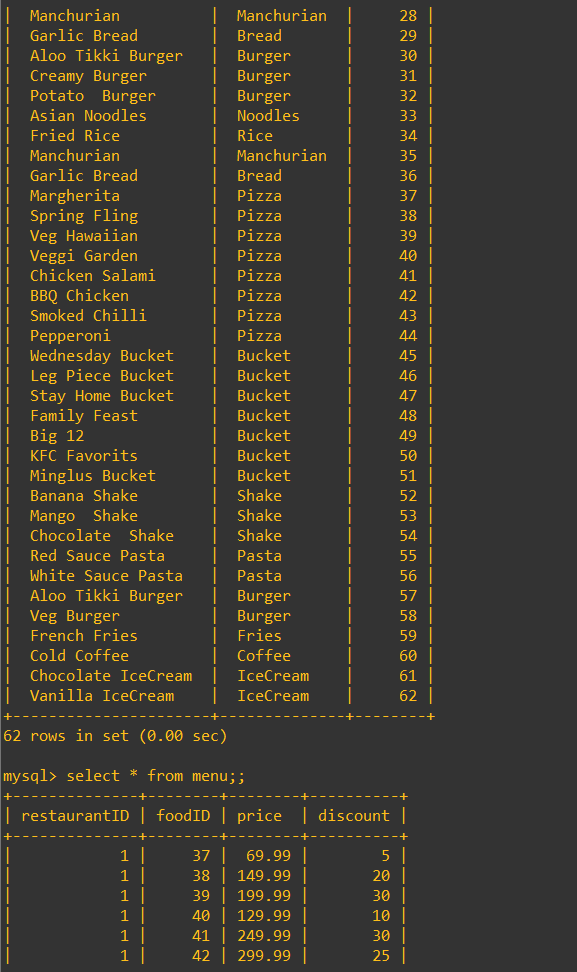 |  Manchurian          |  Manchurian  |     28 |
|  Garlic Bread        |  Bread       |     29 |
|  Aloo Tikki Burger   |  Burger      |     30 |
|  Creamy Burger       |  Burger      |     31 |
|  Potato  Burger      |  Burger      |     32 |
|  Asian Noodles       |  Noodles     |     33 |
|  Fried Rice          |  Rice        |     34 |
|  Manchurian          |  Manchurian  |     35 |
|  Garlic Bread        |  Bread       |     36 |
|  Margherita          |  Pizza       |     37 |
|  Spring Fling        |  Pizza       |     38 |
|  Veg Hawaiian        |  Pizza       |     39 |
|  Veggi Garden        |  Pizza       |     40 |
|  Chicken Salami      |  Pizza       |     41 |
|  BBQ Chicken         |  Pizza       |     42 |
|  Smoked Chilli       |  Pizza       |     43 |
|  Pepperoni           |  Pizza       |     44 |
|  Wednesday Bucket    |  Bucket      |     45 |
|  Leg Piece Bucket    |  Bucket      |     46 |
|  Stay Home Bucket    |  Bucket      |     47 |
|  Family Feast        |  Bucket      |     48 |
|  Big 12              |  Bucket      |     49 |
|  KFC Favorits        |  Bucket      |     50 |
|  Minglus Bucket      |  Bucket      |     51 |
|  Banana Shake        |  Shake       |     52 |
|  Mango  Shake        |  Shake       |     53 |
|  Chocolate  Shake    |  Shake       |     54 |
|  Red Sauce Pasta     |  Pasta       |     55 |
|  White Sauce Pasta   |  Pasta       |     56 |
|  Aloo Tikki Burger   |  Burger      |     57 |
|  Veg Burger          |  Burger      |     58 |
|  French Fries        |  Fries       |     59 |
|  Cold Coffee         |  Coffee      |     60 |
|  Chocolate IceCream  |  IceCream    |     61 |
|  Vanilla IceCream    |  IceCream    |     62 |
+----------------------+--------------+--------+
62 rows in set (0.00 sec)
mysql> select * from menu;;
+--------------+--------+--------+----------+
| restaurantID | foodID | price  | discount |
+--------------+--------+--------+----------+
|            1 |     37 |  69.99 |        5 |
|            1 |     38 | 149.99 |       20 |
|            1 |     39 | 199.99 |       30 |
|            1 |     40 | 129.99 |       10 |
|            1 |     41 | 249.99 |       30 |
|            1 |     42 | 299.99 |       25 |